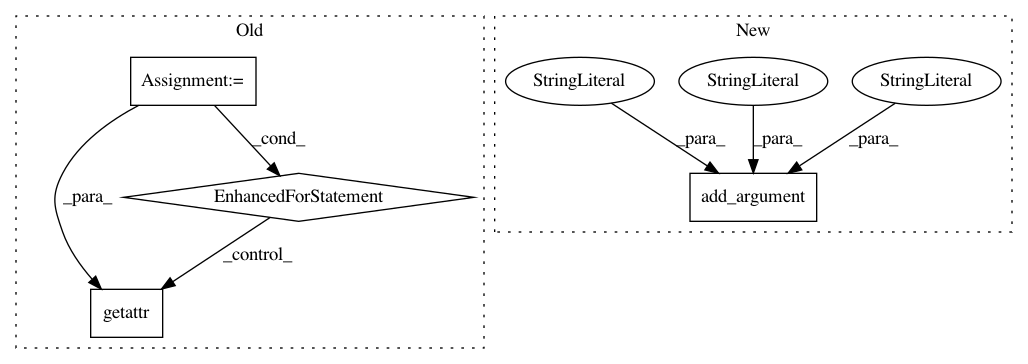 Old
New
Assignment:=
StringLiteral
StringLiteral
StringLiteral
_cond_
_para_
_para_
_para_
_para_
EnhancedForStatement
add_argument
_control_
getattr